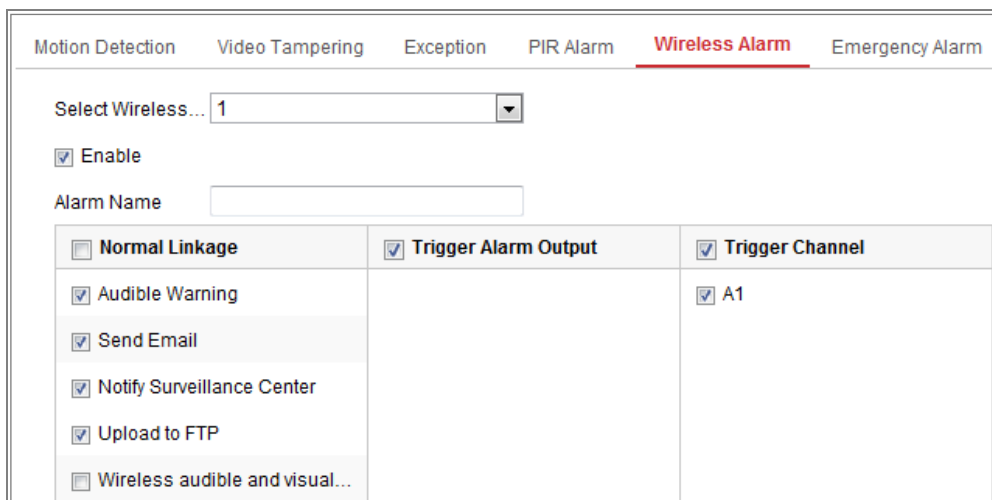 Motion Detection Video Tampering Exception PIR Alarm Wireless Alarm Emergency Alarm
Select Wireless... 1
Enable
Alarm Name
Normal Linkage Trigger Alarm Output Trigger Channel
Audible Warning A1
Send Email
Notify Surveillance Center
Upload to FTP
Wireless audible and visual...